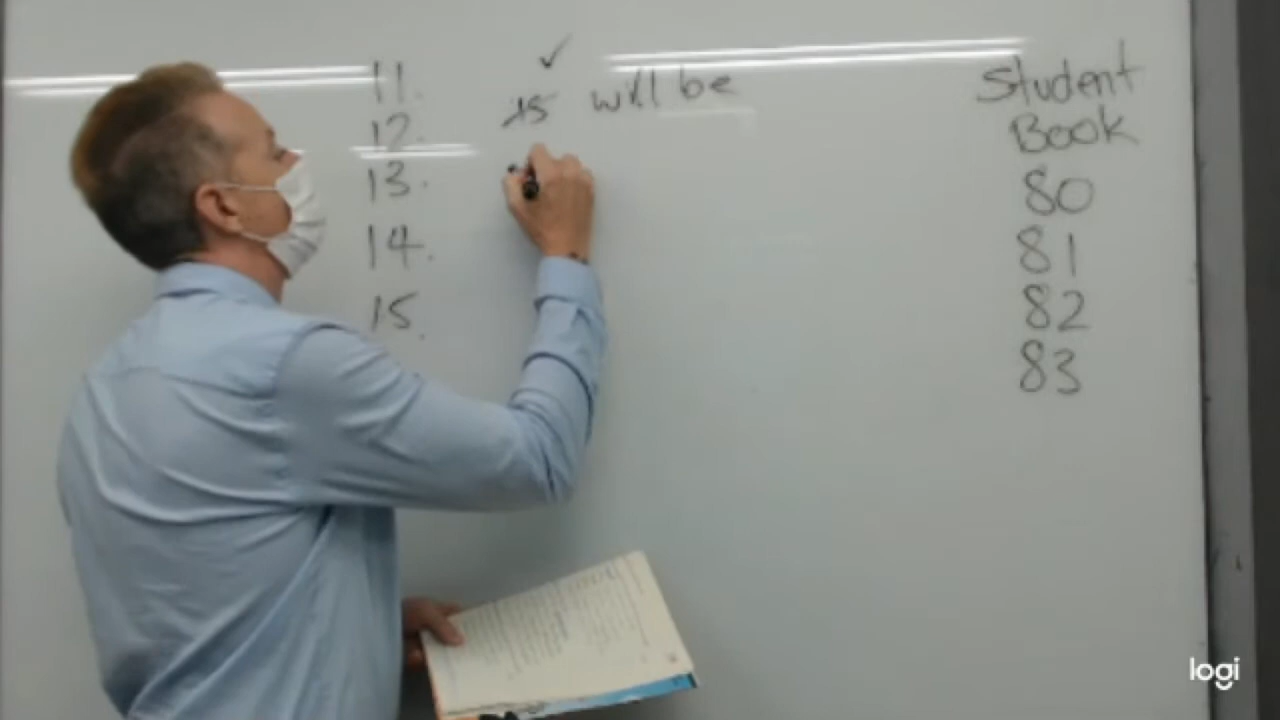 11.
12.
13.
14.
15.
✓
is will be
Student
Book
80
81
82
83
logi